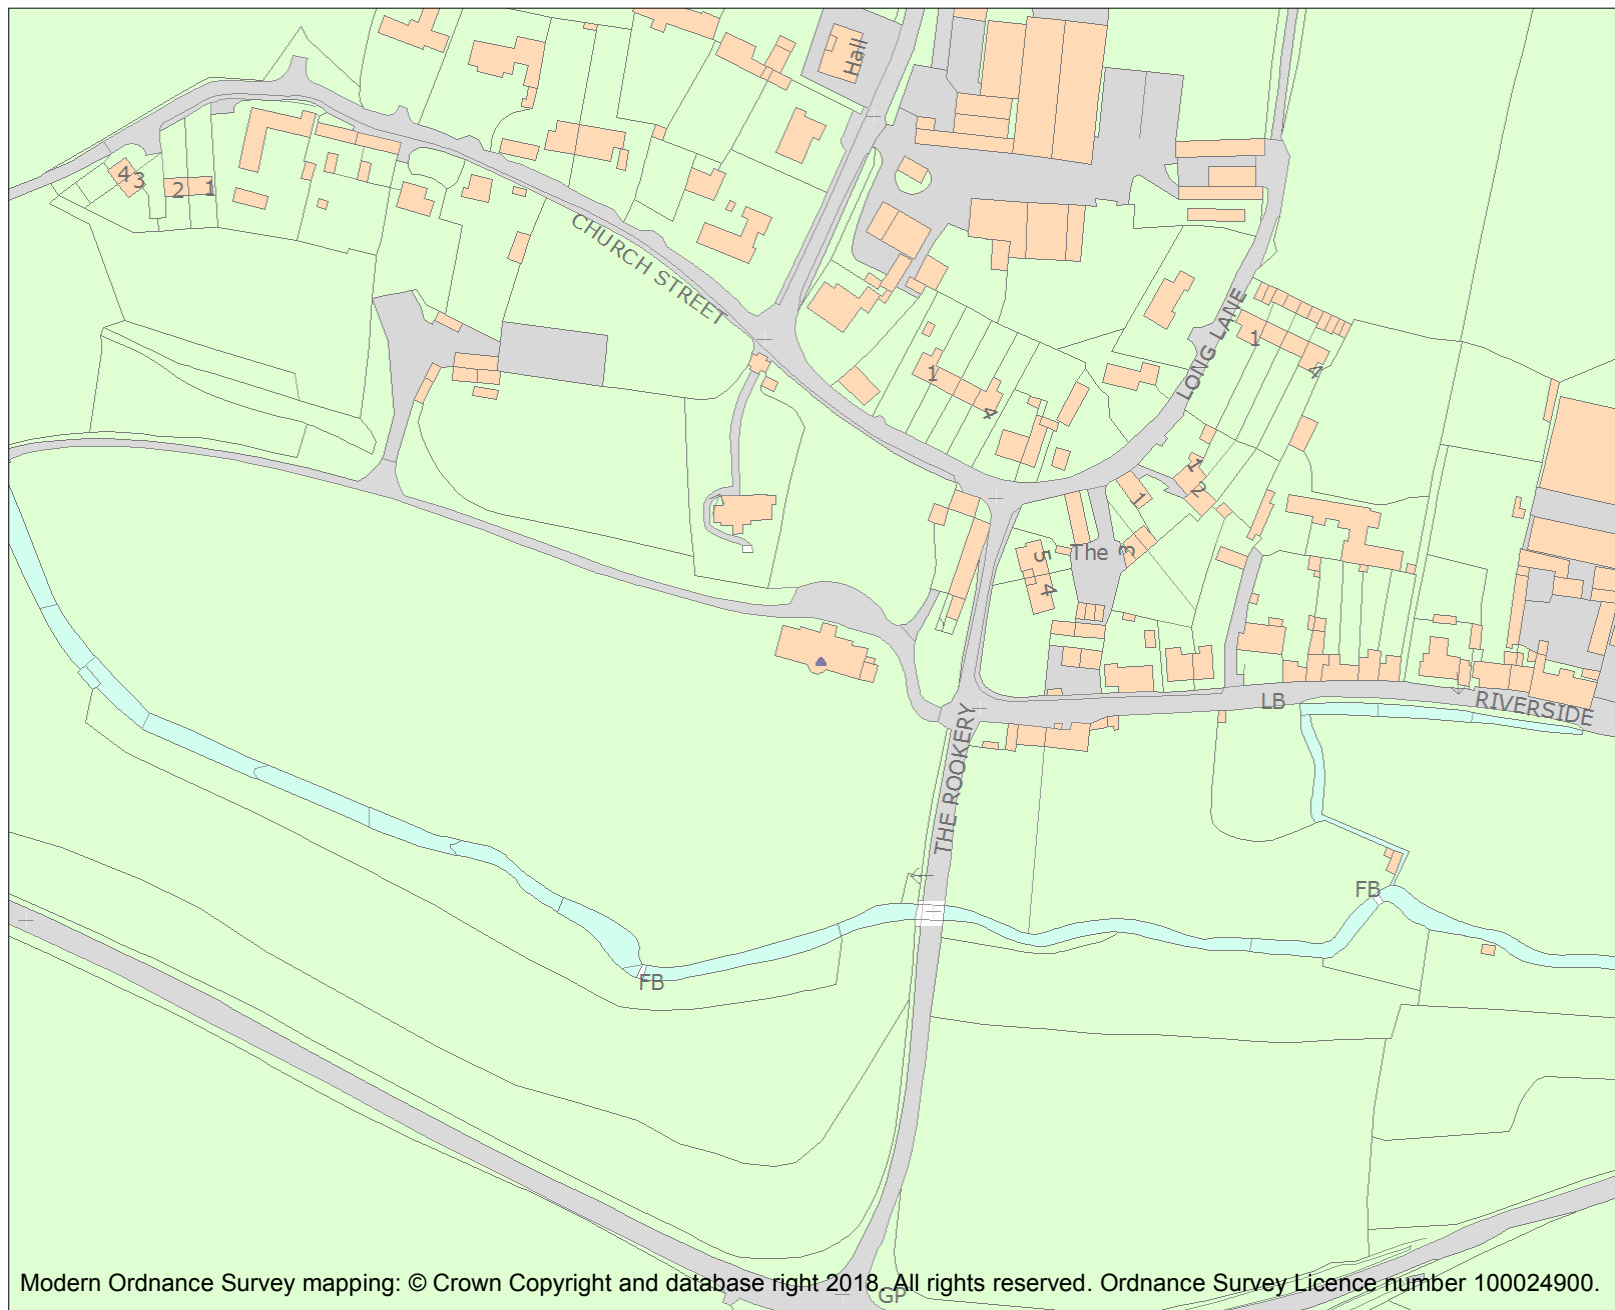 Hall
4
3
2
1
CHURCH STREET
LONG LANE
1
4
1
4
1
2
1
The
3
5
4
LB
RIVERSIDE
THE ROOKERY
FB
FB
Modern Ordnance Survey mapping: © Crown Copyright and database right 2018. All rights reserved. Ordnance Survey Licence number 100024900.
GP